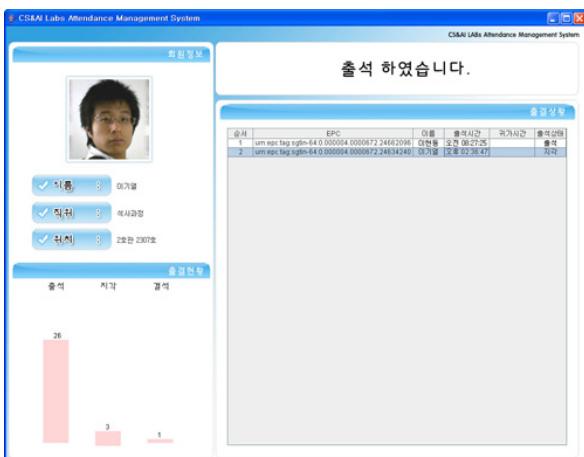 CS&AI Labs Attendance Management System
CS&AI LABs Attendance Management System
회원정보
이름 이기열
직위 석사과정
위치 2호관 2307호
출결현황
출석 지각 결석
26
3
1
출석 하였습니다.
출결상황
순서 EPC 이름 출석시간 귀가시간 출석상태
1 urn:epc:tag:sgtin-64:0.000004.0000672.24662096 이현동 오전 08:27:25 출석
2 urn:epc:tag:sgtin-64:0.000004.0000672.24634240 이기열 오후 02:38:47 지각